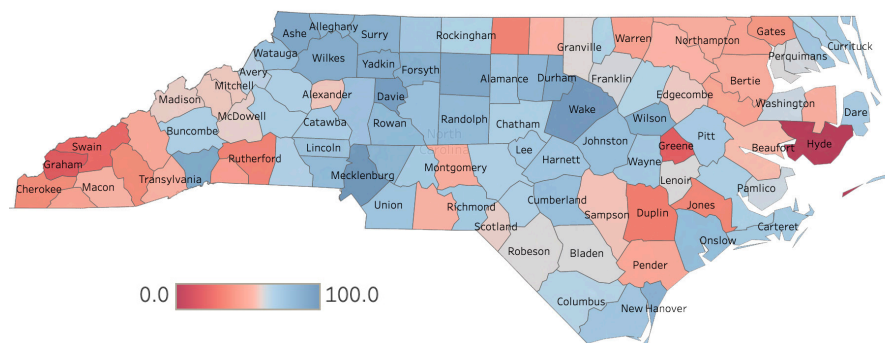 Alleghany
Ashe
Surry
Rockingham
Warren
Northampton
Gates
Currituck
Watauga
Wilkes
Granville
Perquimans
Yadkin
Forsyth
Avery
Alamance
Durham
Franklin
Bertie
Mitchell
Madison
Alexander
Davie
Edgecombe
Washington
McDowell
Wake
Dare
Catawba
Rowan
Randolph
Chatham
Wilson
Buncombe
North
Johnston
Pitt
Swain
Lincoln
Lee
Greene
Beaufort
Hyde
Graham
Rutherford
Harnett
Wayne
Montgomery
Mecklenburg
Transylvania
Lenoir
Cherokee
Macon
Pamlico
Union
Richmond
Cumberland
Sampson
Duplin
Jones
Scotland
Carteret
Onslow
Robeson
Bladen
Pender
0.0 100.0
Columbus
New Hanover